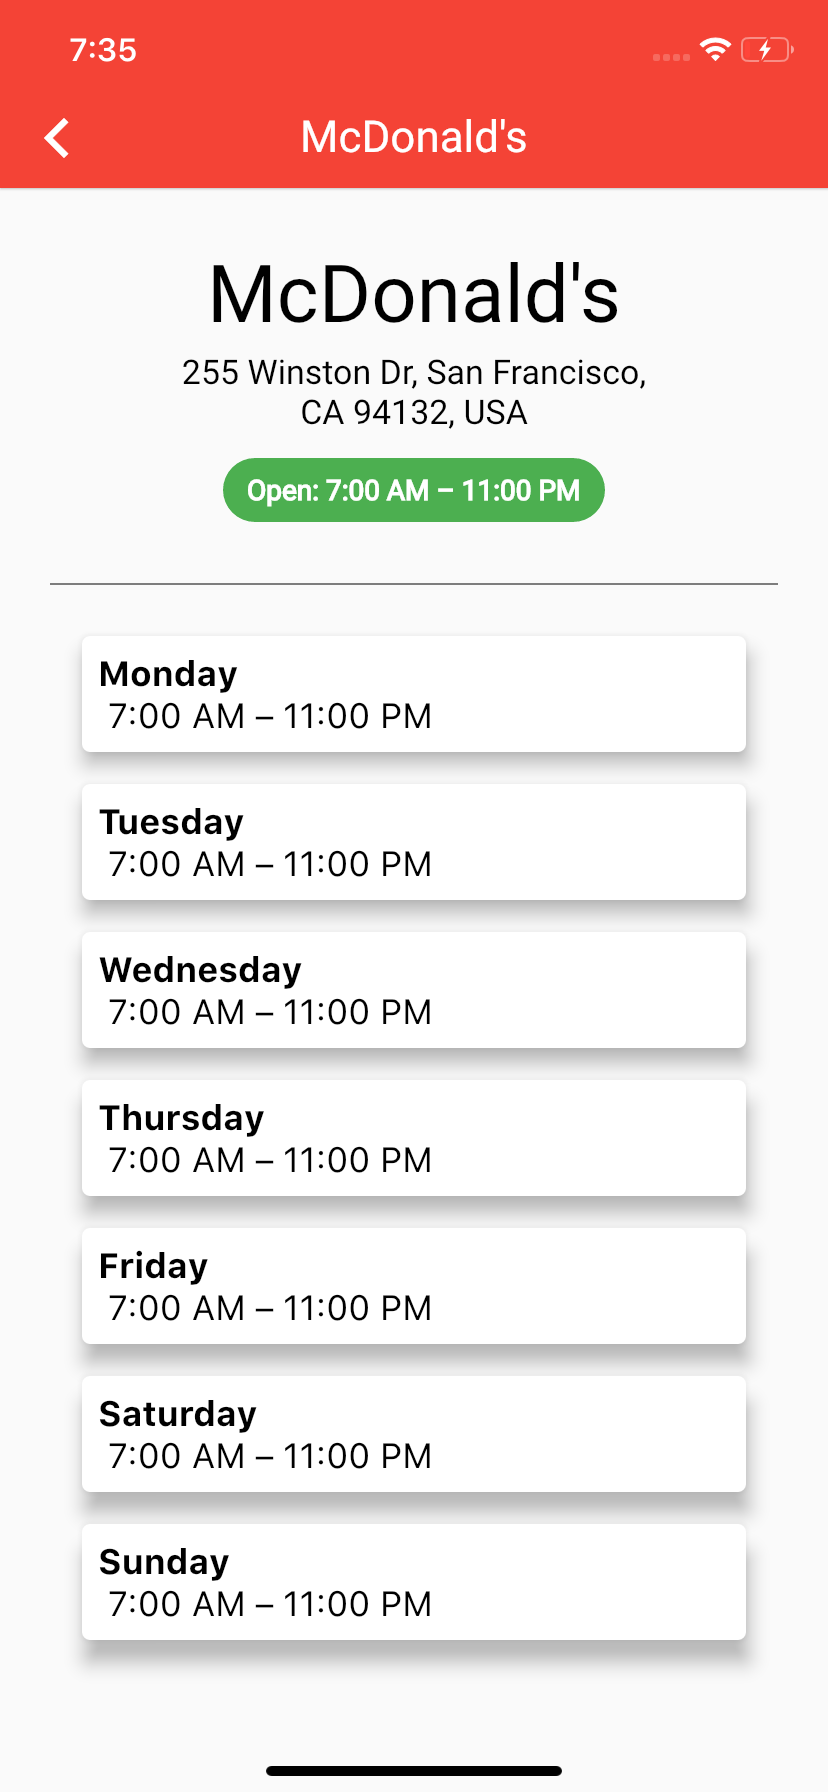 7:35
McDonald's
McDonald's
255 Winston Dr, San Francisco,
CA 94132, USA
Open: 7:00 AM – 11:00 PM
Monday
7:00 AM – 11:00 PM
Tuesday
7:00 AM – 11:00 PM
Wednesday
7:00 AM – 11:00 PM
Thursday
7:00 AM – 11:00 PM
Friday
7:00 AM – 11:00 PM
Saturday
7:00 AM – 11:00 PM
Sunday
7:00 AM – 11:00 PM